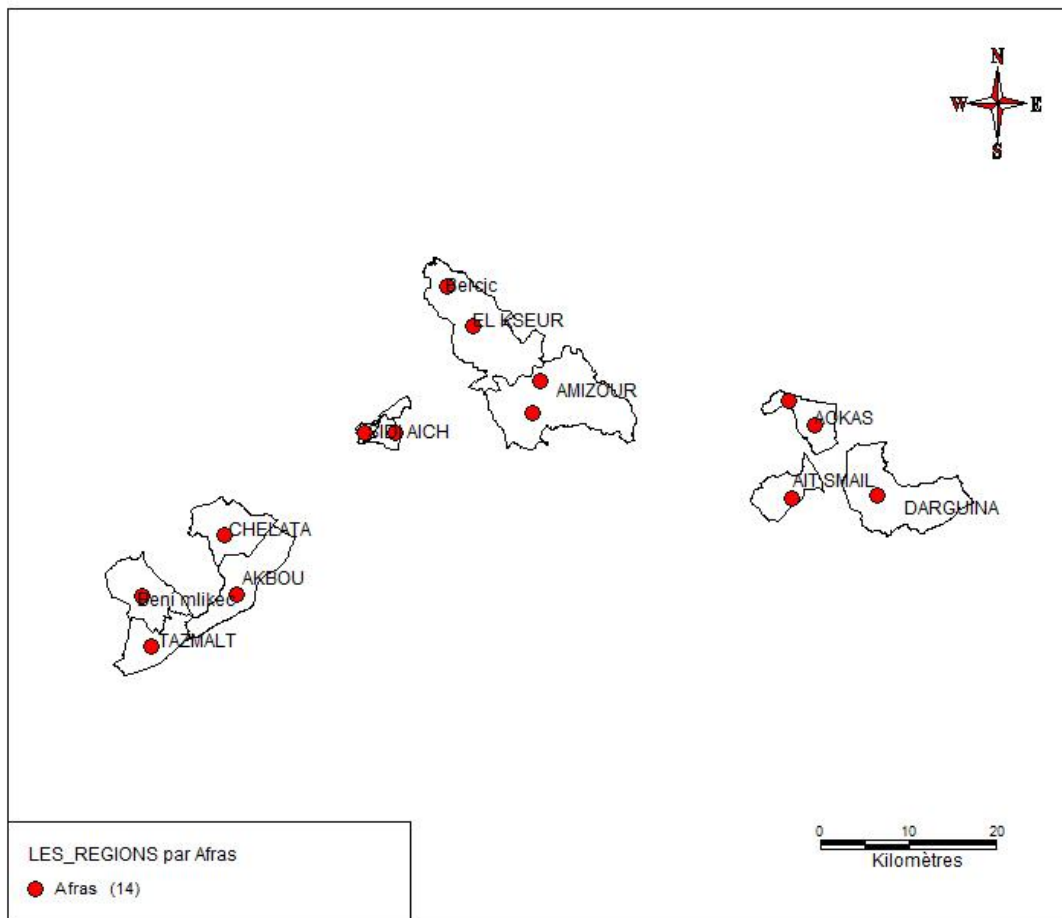 N
W E
S
Bercic
EL KSEUR
AMIZOUR
AOKAS
SIDI AICH
AIT SMAIL
DARGUINA
CHELATA
AKBOU
Beni mlikec
TAZMALT
0 10 20
Kilomètres
LES_REGIONS par Afras
Afras (14)